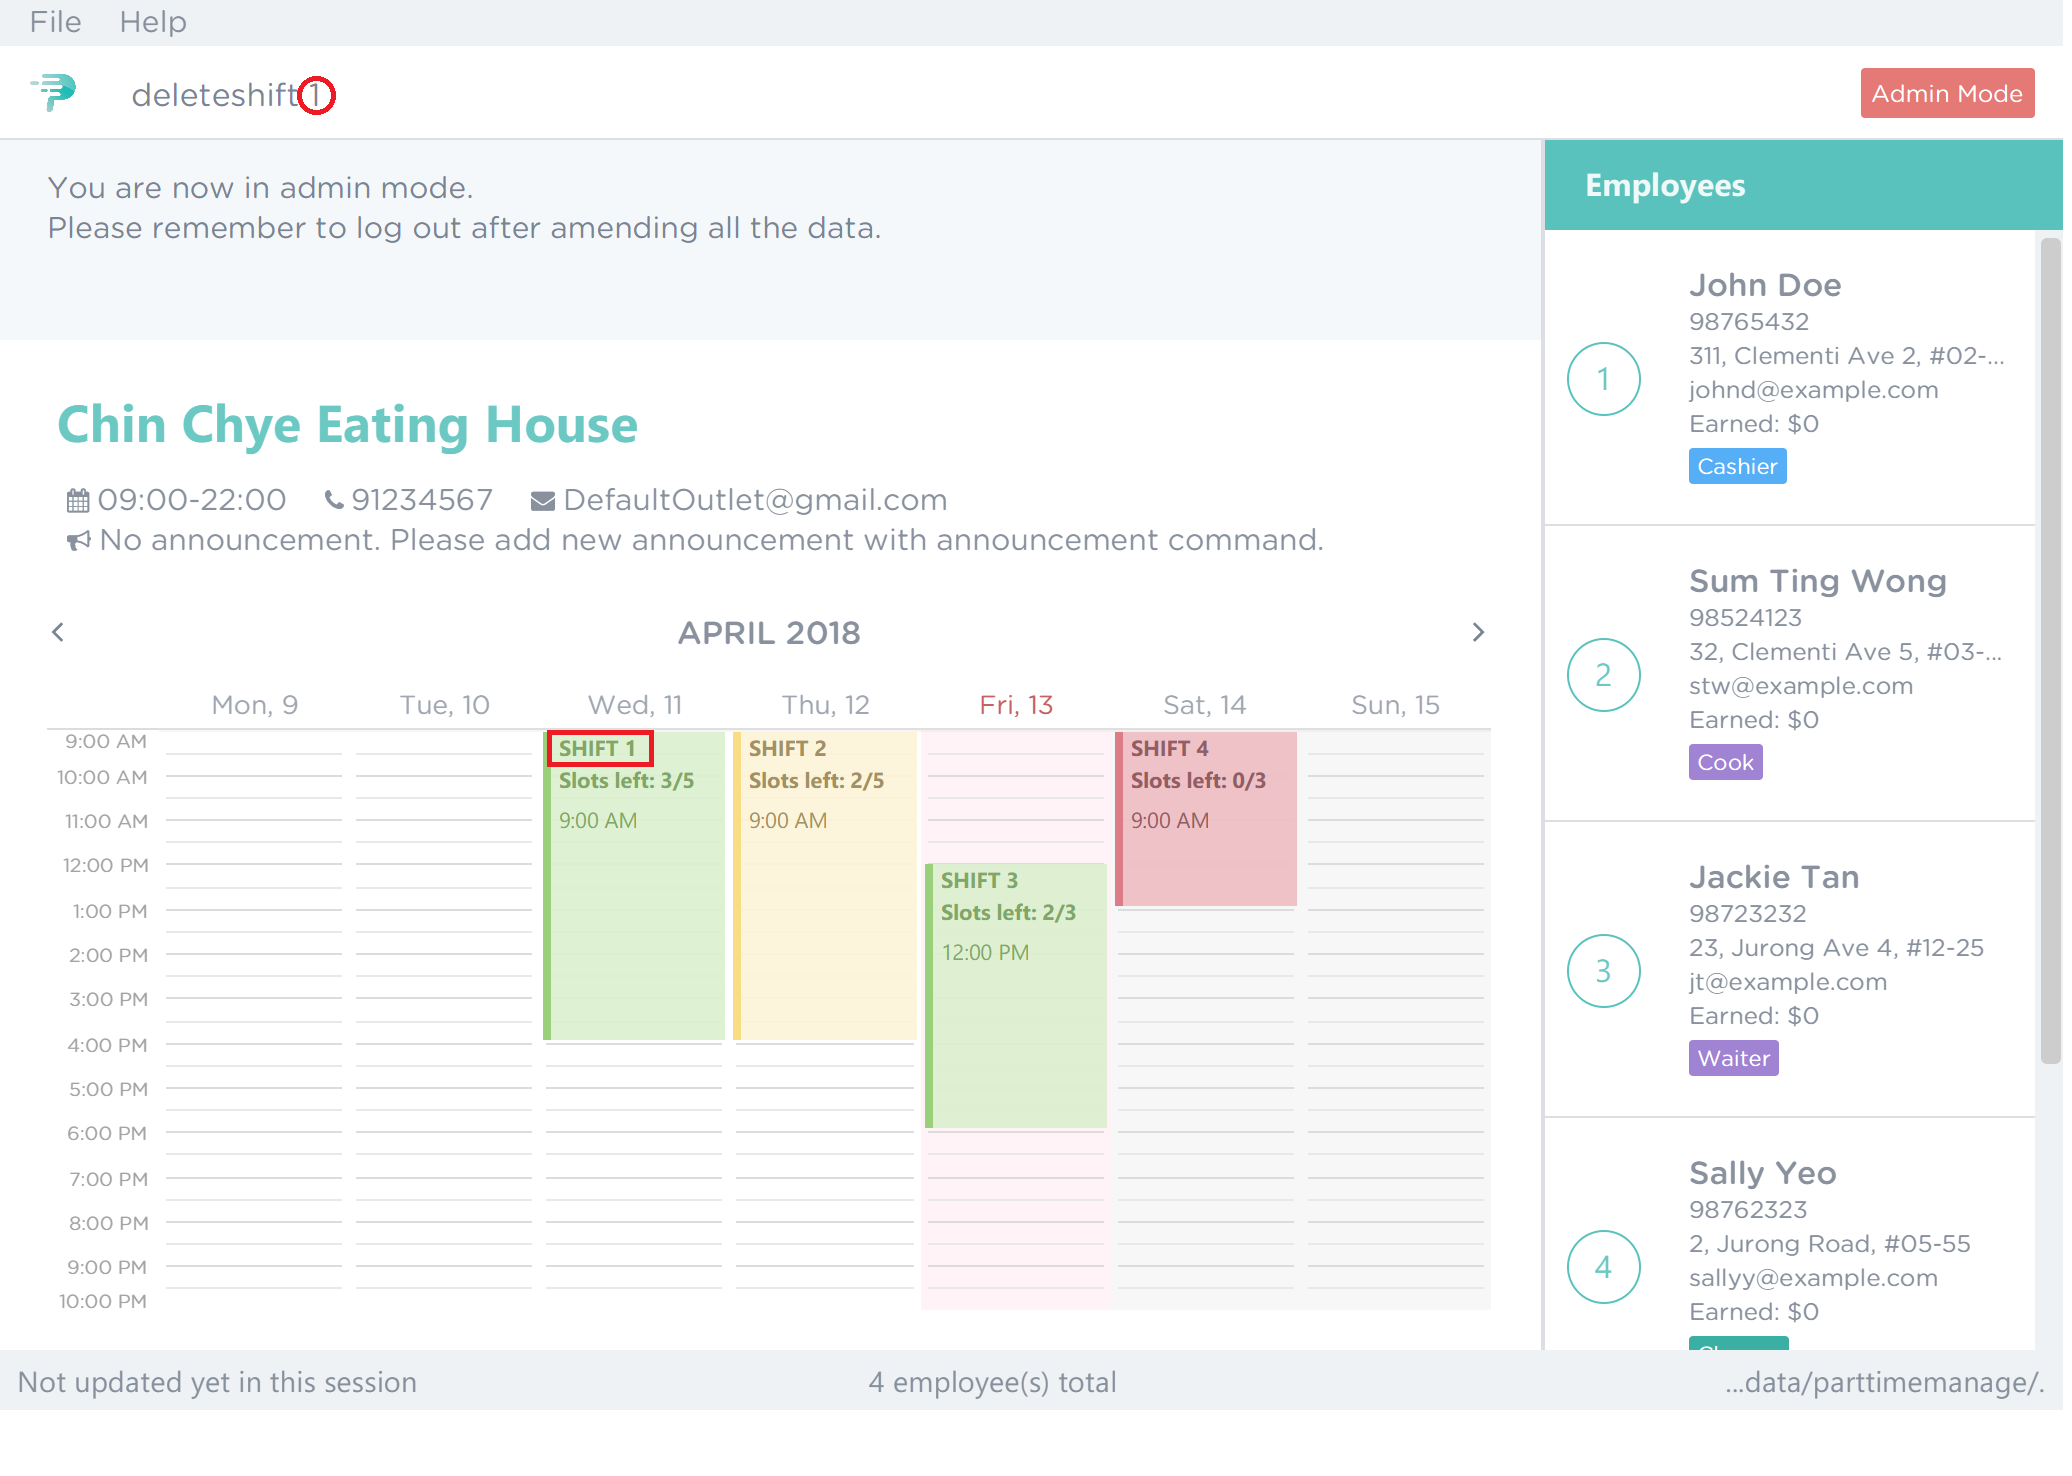 File Help
deleteshift 1
Admin Mode
You are now in admin mode.
Please remember to log out after amending all the data.
Chin Chye Eating House
09:00-22:00 91234567 DefaultOutlet@gmail.com
No announcement. Please add new announcement with announcement command.
APRIL 2018
Mon, 9 Tue, 10 Wed, 11 Thu, 12 Fri, 13 Sat, 14 Sun, 15
9:00 AM
10:00 AM
11:00 AM
12:00 PM
1:00 PM
2:00 PM
3:00 PM
4:00 PM
5:00 PM
6:00 PM
7:00 PM
8:00 PM
9:00 PM
10:00 PM
SHIFT 1
Slots left: 3/5
9:00 AM
SHIFT 2
Slots left: 2/5
9:00 AM
SHIFT 3
Slots left: 2/3
12:00 PM
SHIFT 4
Slots left: 0/3
9:00 AM
Employees
1
John Doe
98765432
311, Clementi Ave 2, #02-...
johnd@example.com
Earned: $0
Cashier
2
Sum Ting Wong
98524123
32, Clementi Ave 5, #03-...
stw@example.com
Earned: $0
Cook
3
Jackie Tan
98723232
23, Jurong Ave 4, #12-25
jt@example.com
Earned: $0
Waiter
4
Sally Yeo
98762323
2, Jurong Road, #05-55
sallyy@example.com
Earned: $0
Not updated yet in this session
4 employee(s) total
...data/parttimemanage/.